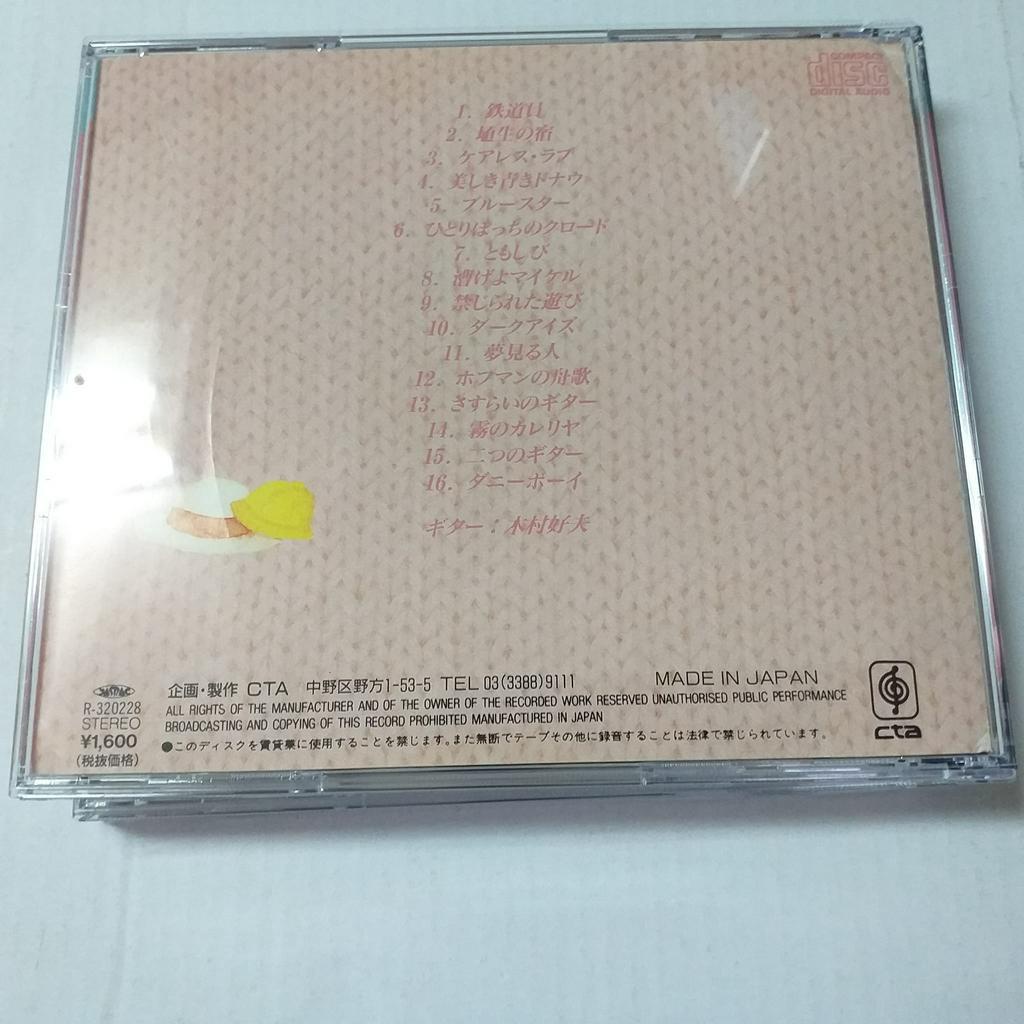 COMPACT
disc
DIGITAL AUDIO
1. 鉄道員
2. 埴生の宿
3. ケアレス・ラブ
4. 美しき青きドナウ
5. ブルースター
6. ひとりぼっちのクロード
7. ともしび
8. 漕げよマイケル
9. 禁じられた遊び
10. ダークアイズ
11. 夢見る人
12. ホフマンの舟歌
13. さすらいのギター
14. 霧のカレリヤ
15. 二つのギター
16. ダニーボーイ
ギター：木村好夫
JASRAC
R-320228
STEREO
¥1,600
(税抜価格)
企画・製作 CTA 中野区野方1-53-5 TEL 03(3388)9111 MADE IN JAPAN
ALL RIGHTS OF THE MANUFACTURER AND OF THE OWNER OF THE RECORDED WORK RESERVED UNAUTHORISED PUBLIC PERFORMANCE
BROADCASTING AND COPYING OF THIS RECORD PROHIBITED MANUFACTURED IN JAPAN
●このディスクを賃貸業に使用することを禁じます。また無断でテープその他に録音することは法律で禁じられています。
cta